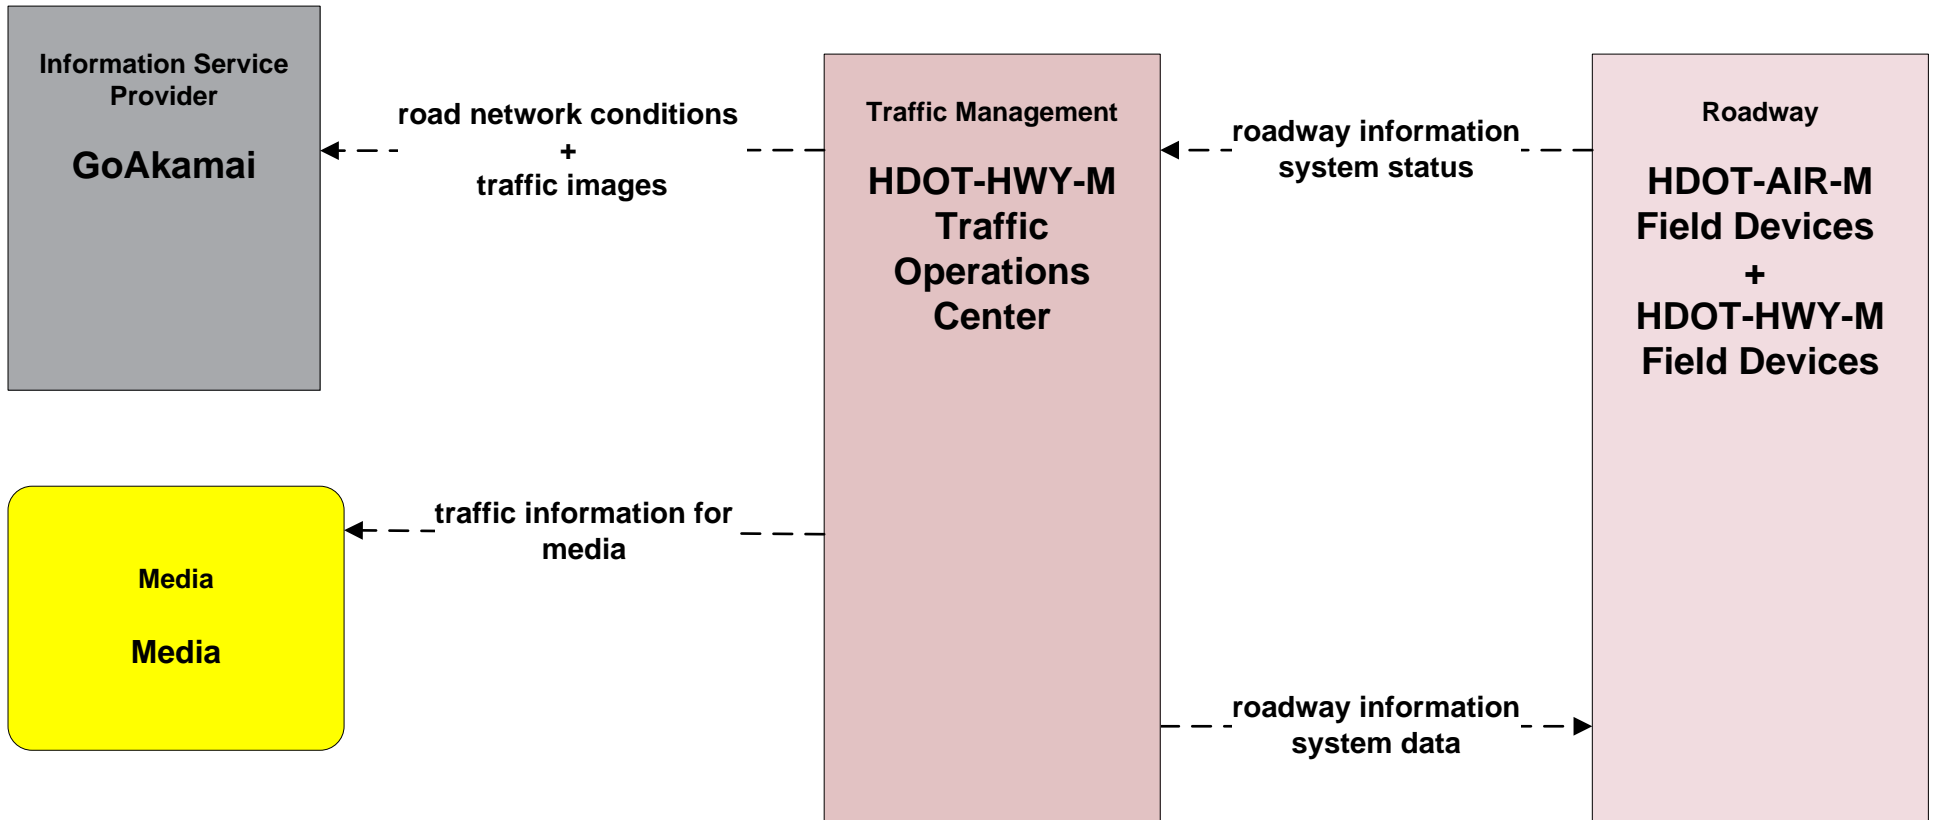 Information Service
Provider
GoAkamai
road network conditions
+
traffic images
Traffic Management
HDOT-HWY-M
Traffic
Operations
Center
roadway information
system status
Roadway
HDOT-AIR-M
Field Devices
+
HDOT-HWY-M
Field Devices
traffic information for
media
Media
Media
roadway information
system data